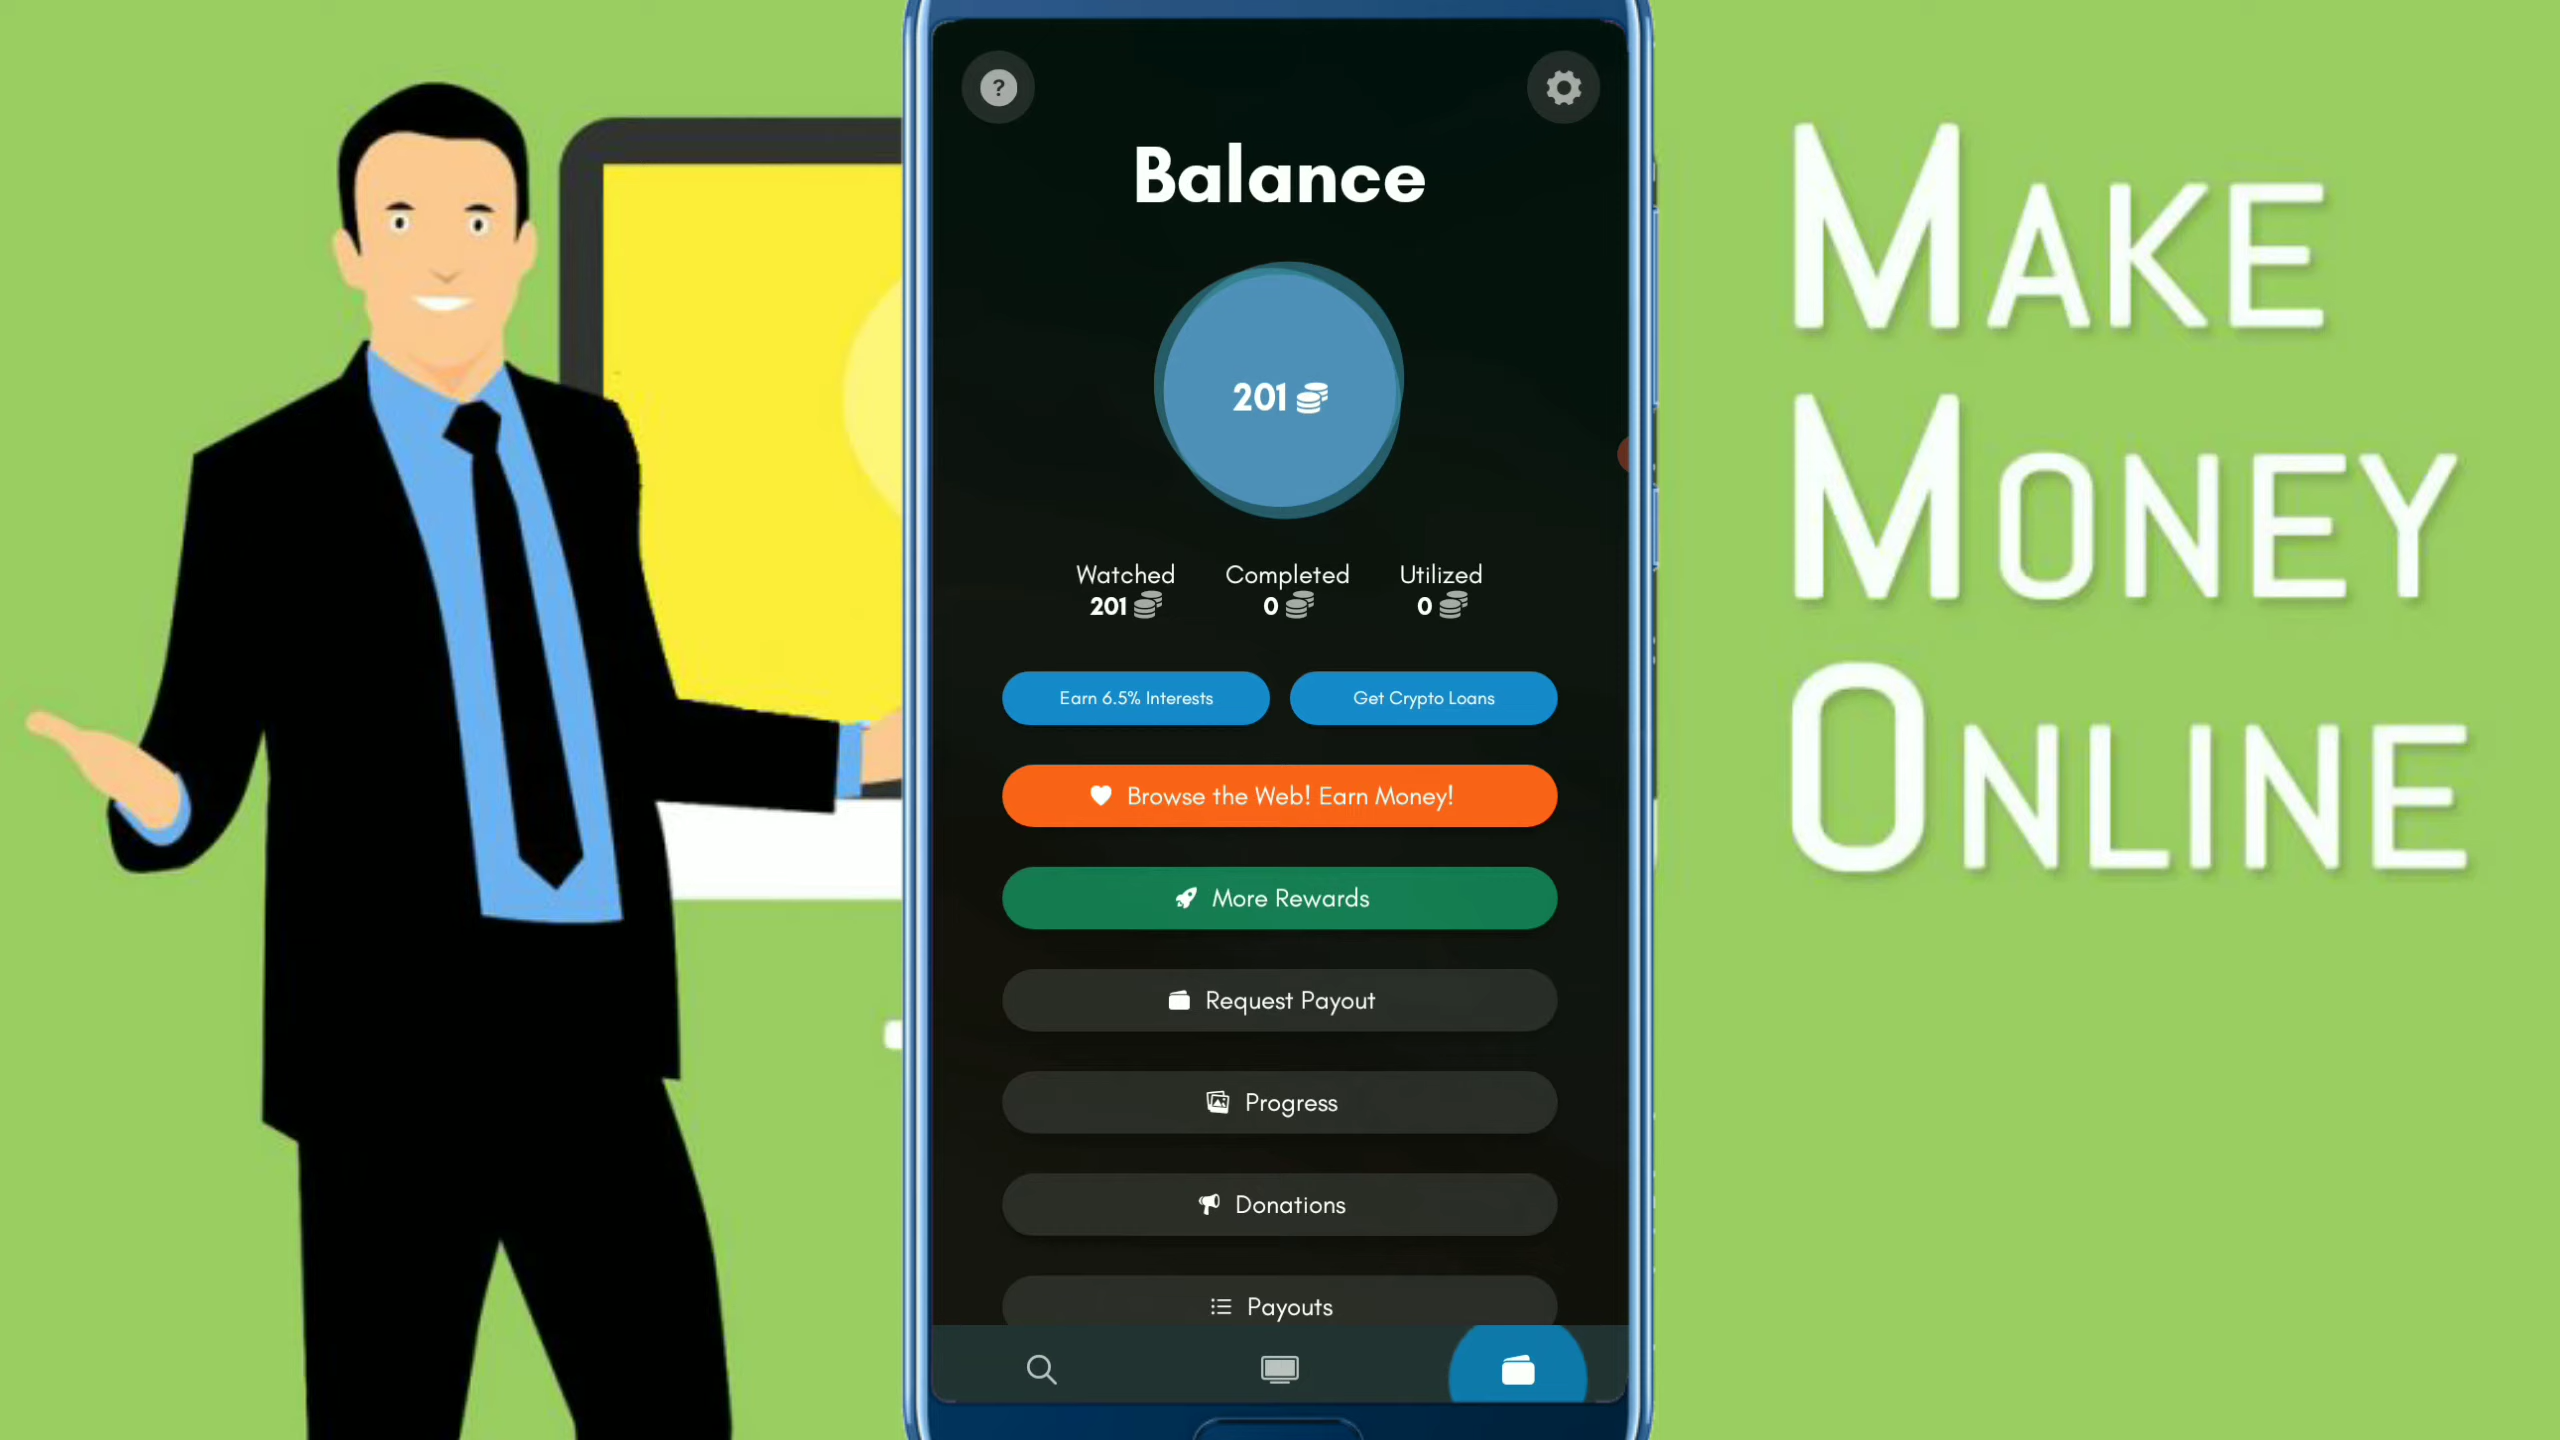 Balance
201
Watched Completed Utilized
201 0 0
Earn 6.5% Interests Get Crypto Loans
Browse the Web! Earn Money!
More Rewards
Request Payout
Progress
Donations
Payouts
MAKE
MONEY
ONLINE